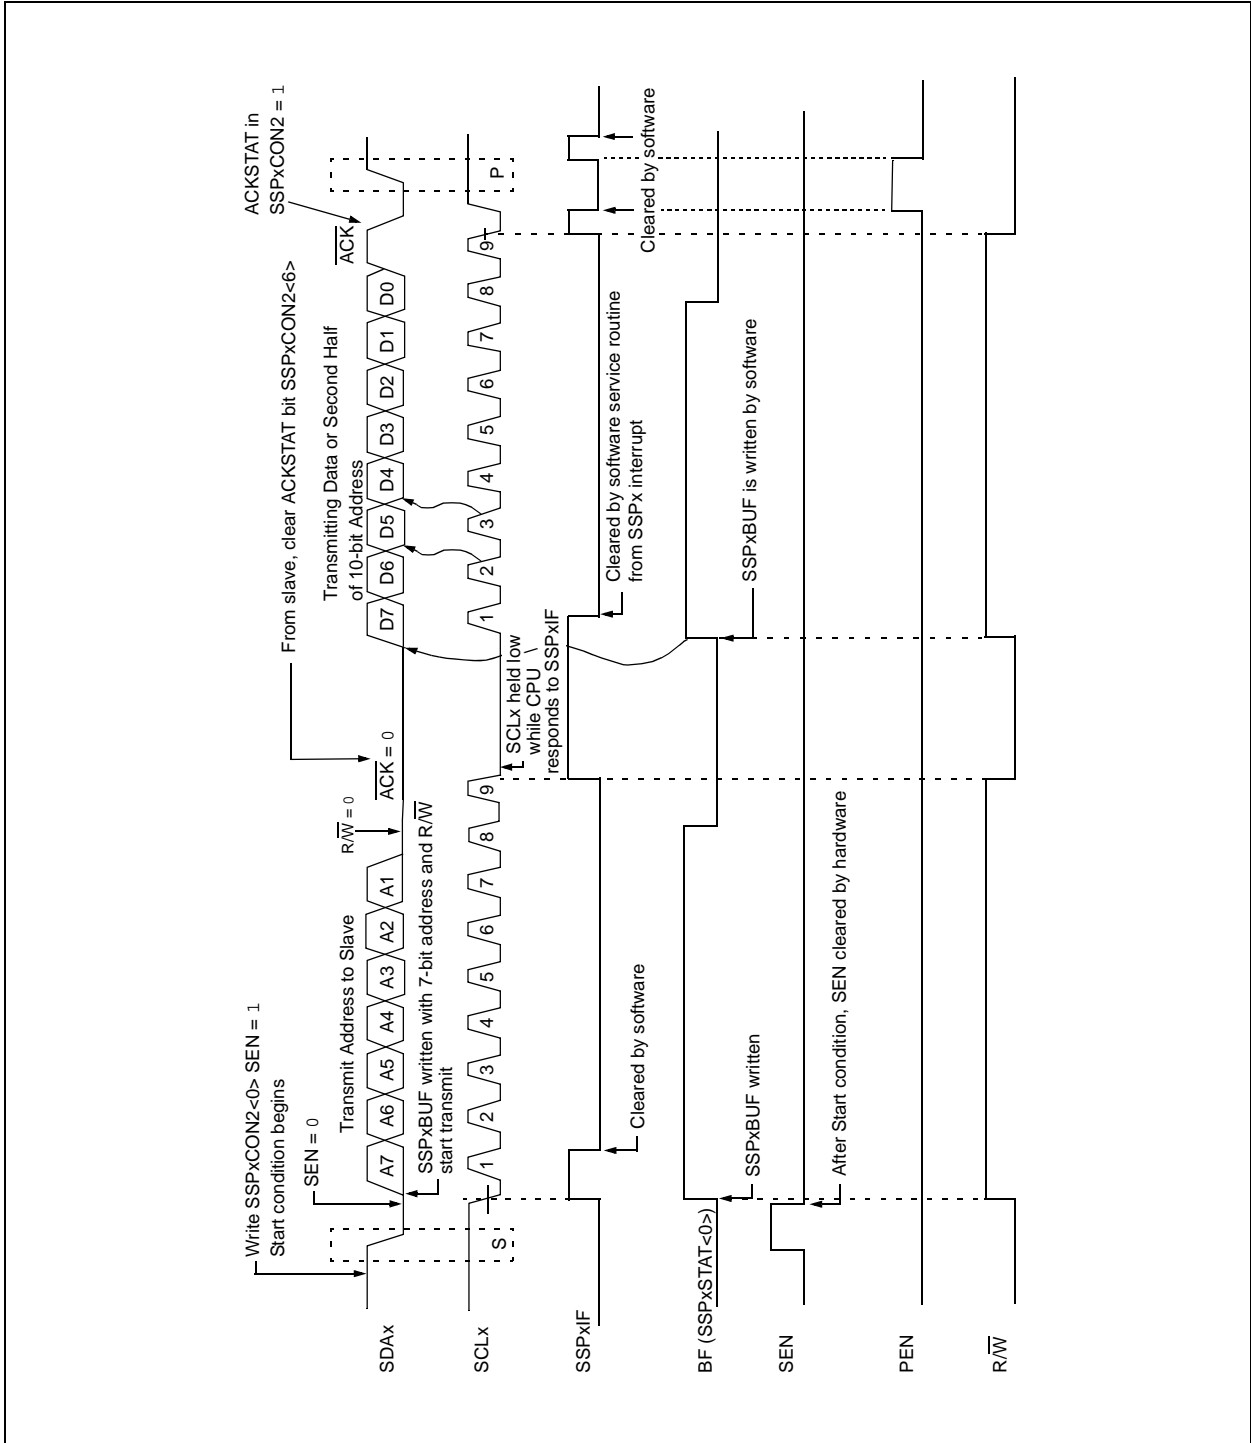 Write SSPxCON2<0> SEN = 1
Start condition begins
SEN = 0
Transmit Address to Slave
R/W = 0
From slave, clear ACKSTAT bit SSPxCON2<6>
ACK = 0
Transmitting Data or Second Half
of 10-bit Address
ACKSTAT in
SSPxCON2 = 1
ACK
SDAx
A7 A6 A5 A4 A3 A2 A1
D7 D6 D5 D4 D3 D2 D1 D0
SSPxBUF written with 7-bit address and R/W
start transmit
SCLx
S
1 2 3 4 5 6 7 8 9
1 2 3 4 5 6 7 8 9
P
SCLx held low
while CPU
responds to SSPxIF
SSPxIF
Cleared by software
Cleared by software service routine
from SSPx interrupt
Cleared by software
BF (SSPxSTAT<0>)
SSPxBUF written
SSPxBUF is written by software
SEN
After Start condition, SEN cleared by hardware
PEN
R/W